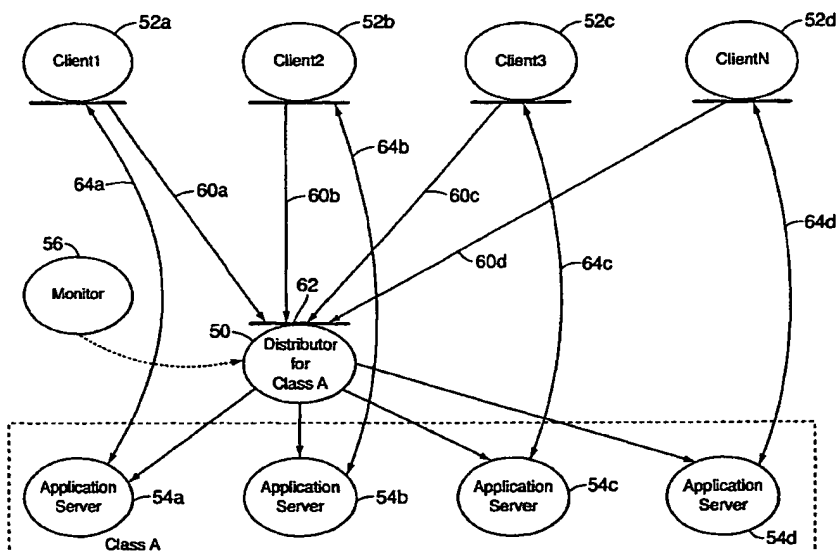 52a
52b
52c
52d
Client1
Client2
Client3
ClientN
64a
60a
60b
64b
60c
60d
64c
64d
56
Monitor
62
50
Distributor
for
Class A
Application
Server
54a
Application
Server
54b
Application
Server
54c
Application
Server
54d
Class A